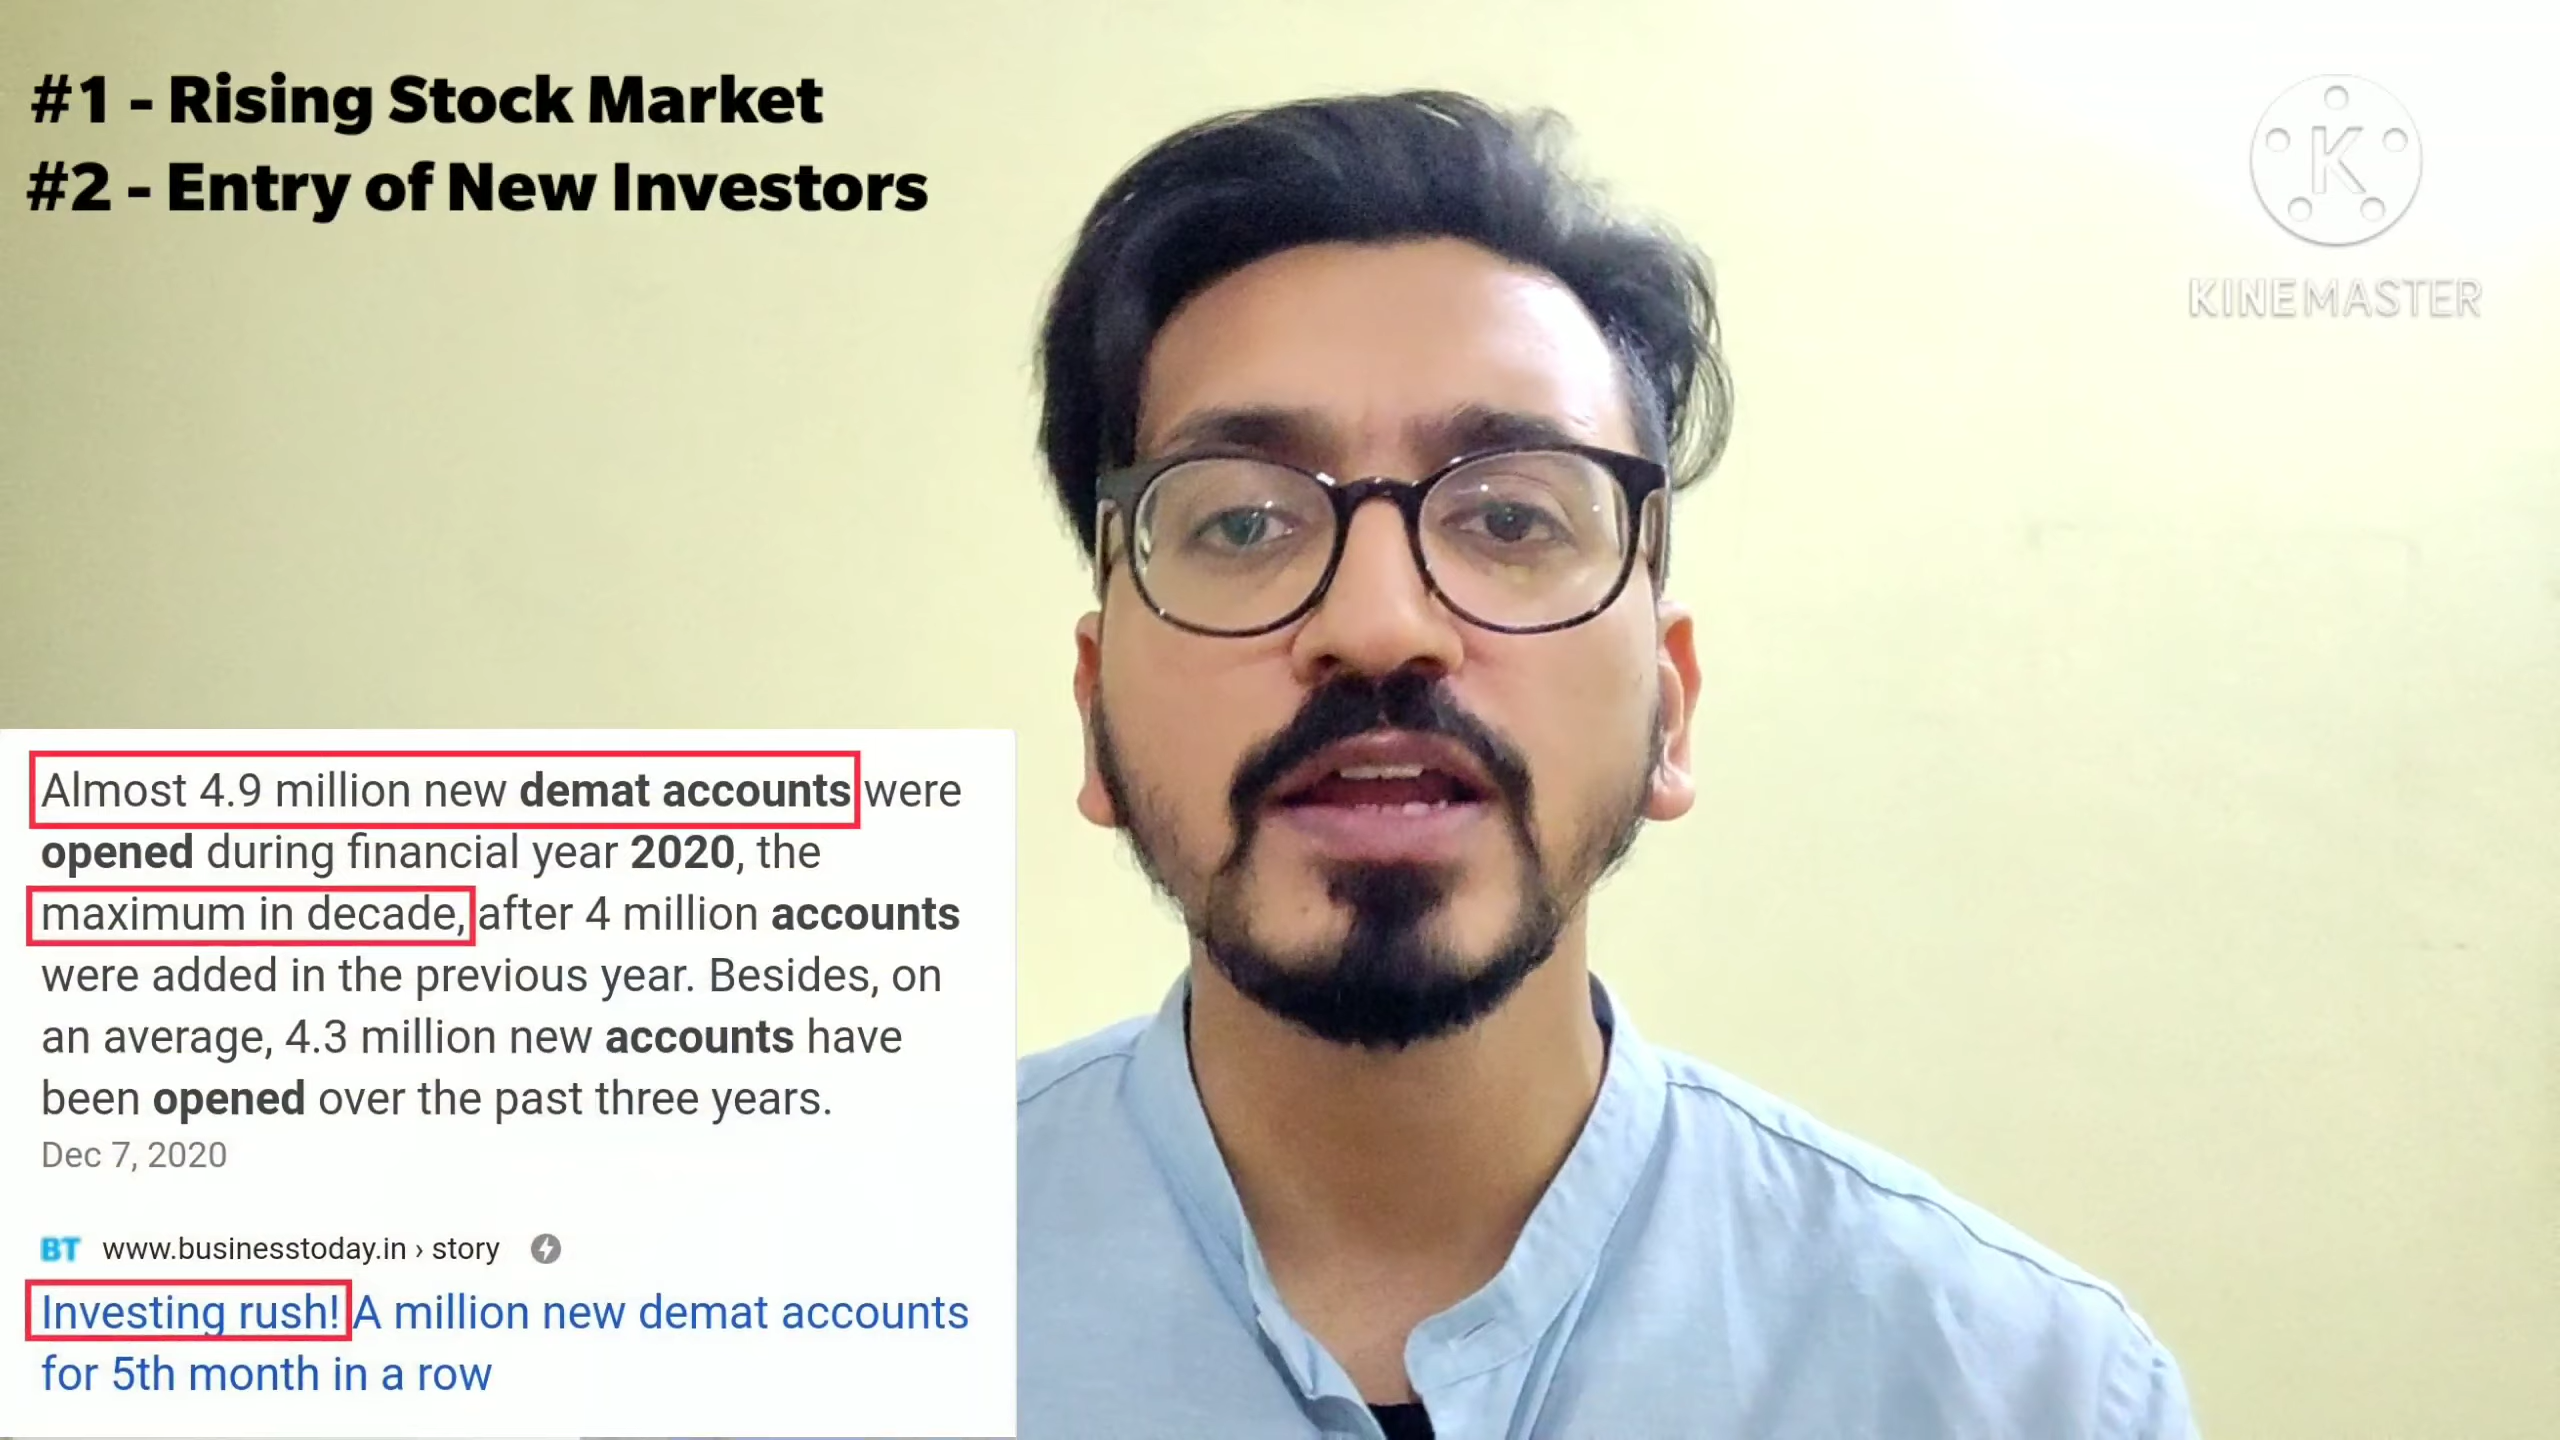 #1 - Rising Stock Market
#2 - Entry of New Investors
K
KINEMASTER
Almost 4.9 million new demat accounts were
opened during financial year 2020, the
maximum in decade, after 4 million accounts
were added in the previous year. Besides, on
an average, 4.3 million new accounts have
been opened over the past three years.
Dec 7, 2020
BT www.businesstoday.in › story
Investing rush! A million new demat accounts
for 5th month in a row